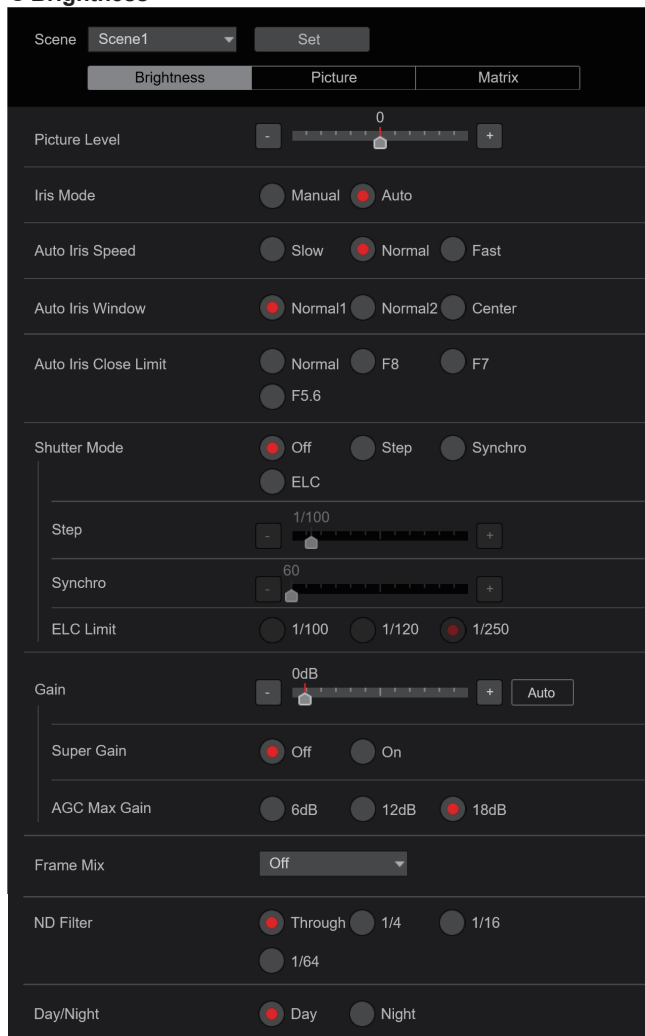 Scene Scene1 Set
Brightness Picture Matrix
0
Picture Level - +
Iris Mode Manual Auto
Auto Iris Speed Slow Normal Fast
Auto Iris Window Normal1 Normal2 Center
Auto Iris Close Limit Normal F8 F7
F5.6
Shutter Mode Off Step Synchro
ELC
1/100
Step - +
60
Synchro - +
ELC Limit 1/100 1/120 1/250
0dB
Gain - + Auto
Super Gain Off On
AGC Max Gain 6dB 12dB 18dB
Frame Mix Off
ND Filter Through 1/4 1/16
1/64
Day/Night Day Night